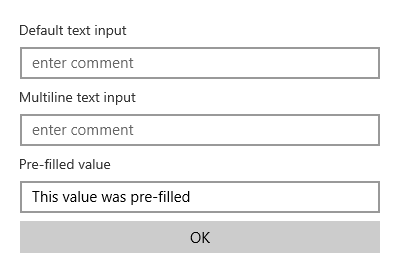 Default text input
enter comment
Multiline text input
enter comment
Pre-filled value
This value was pre-filled
OK